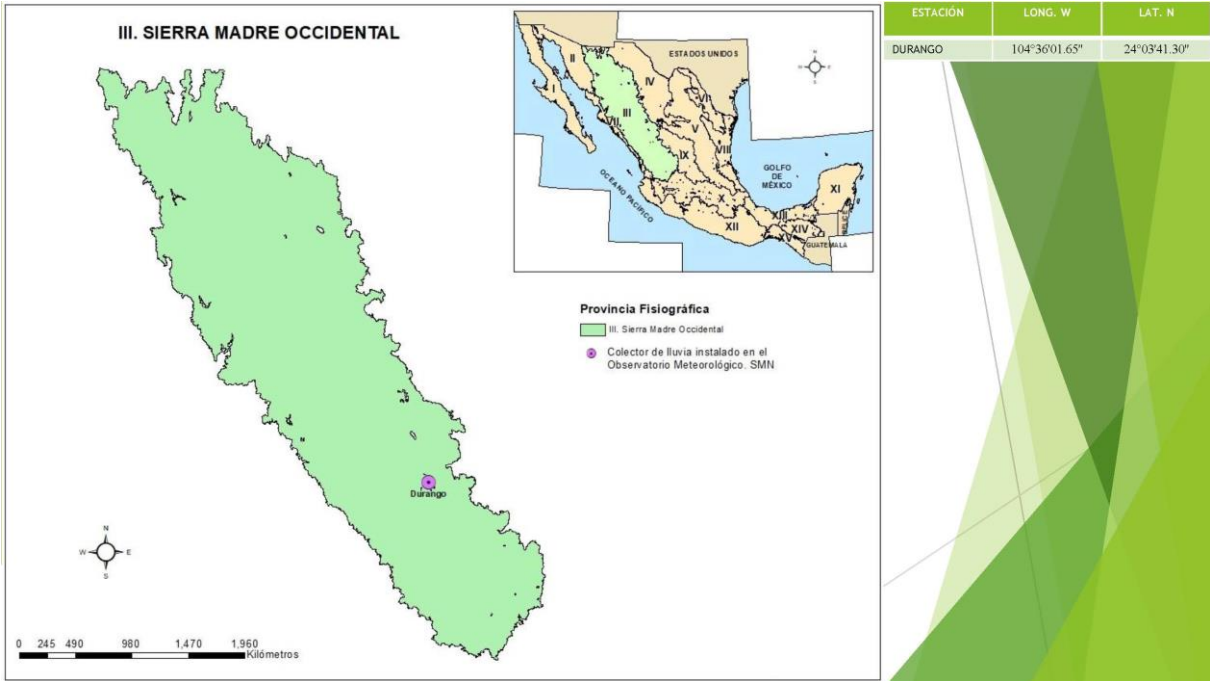 III. SIERRA MADRE OCCIDENTAL
Durango
N
W E
S
0 245 490 980 1,470 1,960
Kilómetros
ESTADOS UNIDOS
N
W E
S
I
II
III
IV
V
VI
VII
VIII
IX
X
XI
XII
XIII
XIV
XV
GOLFO
DE
MÉXICO
OCEANO PACIFICO
BELICE
GUATEMALA
Provincia Fisiográfica
III. Sierra Madre Occidental
Colector de lluvia instalado en el
Observatorio Meteorológico. SMN
ESTACIÓN LONG. W LAT. N
DURANGO 104°36'01.65" 24°03'41.30"